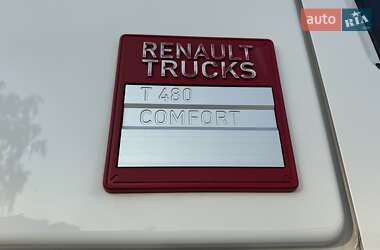 auto RIA
RENAULT
TRUCKS
T 480
COMFORT